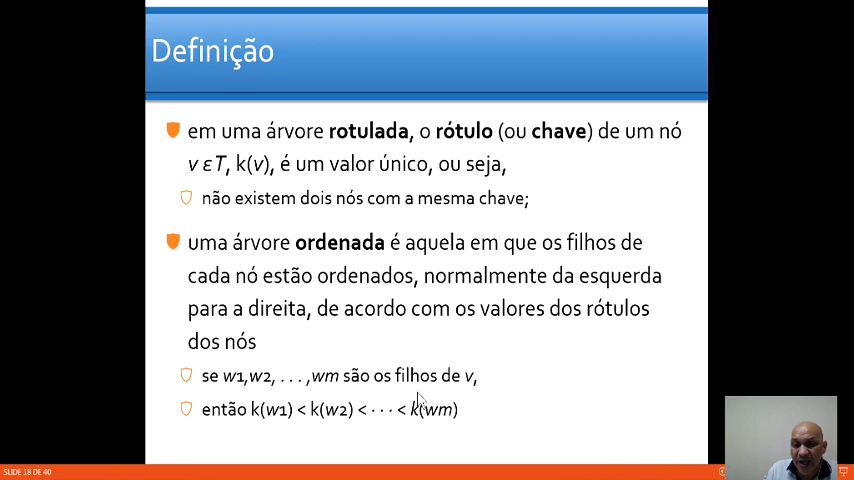 Definição
em uma árvore rotulada, o rótulo (ou chave) de um nó
v εT, k(v), é um valor único, ou seja,
não existem dois nós com a mesma chave;
uma árvore ordenada é aquela em que os filhos de
cada nó estão ordenados, normalmente da esquerda
para a direita, de acordo com os valores dos rótulos
dos nós
se w1,w2, . . . ,wm são os filhos de v,
então k(w1) < k(w2) < · · · < k(wm)
SLIDE 18 DE 40